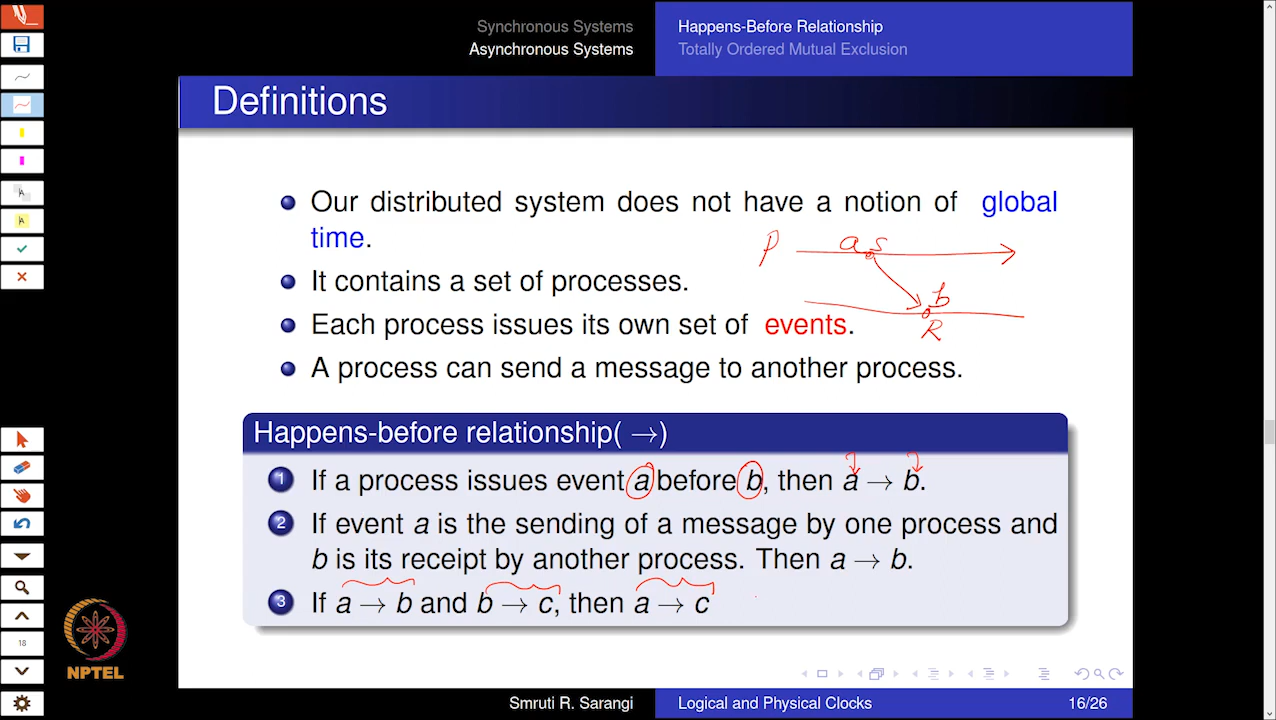 Synchronous Systems
Asynchronous Systems
Happens-Before Relationship
Totally Ordered Mutual Exclusion
Definitions
Our distributed system does not have a notion of global
time.
It contains a set of processes.
Each process issues its own set of events.
A process can send a message to another process.
P a S
b
R
Happens-before relationship( → )
1 If a process issues event a before b, then a → b.
2 If event a is the sending of a message by one process and
b is its receipt by another process. Then a → b.
3 If a → b and b → c, then a → c
18
NPTEL
Smruti R. Sarangi Logical and Physical Clocks 16/26